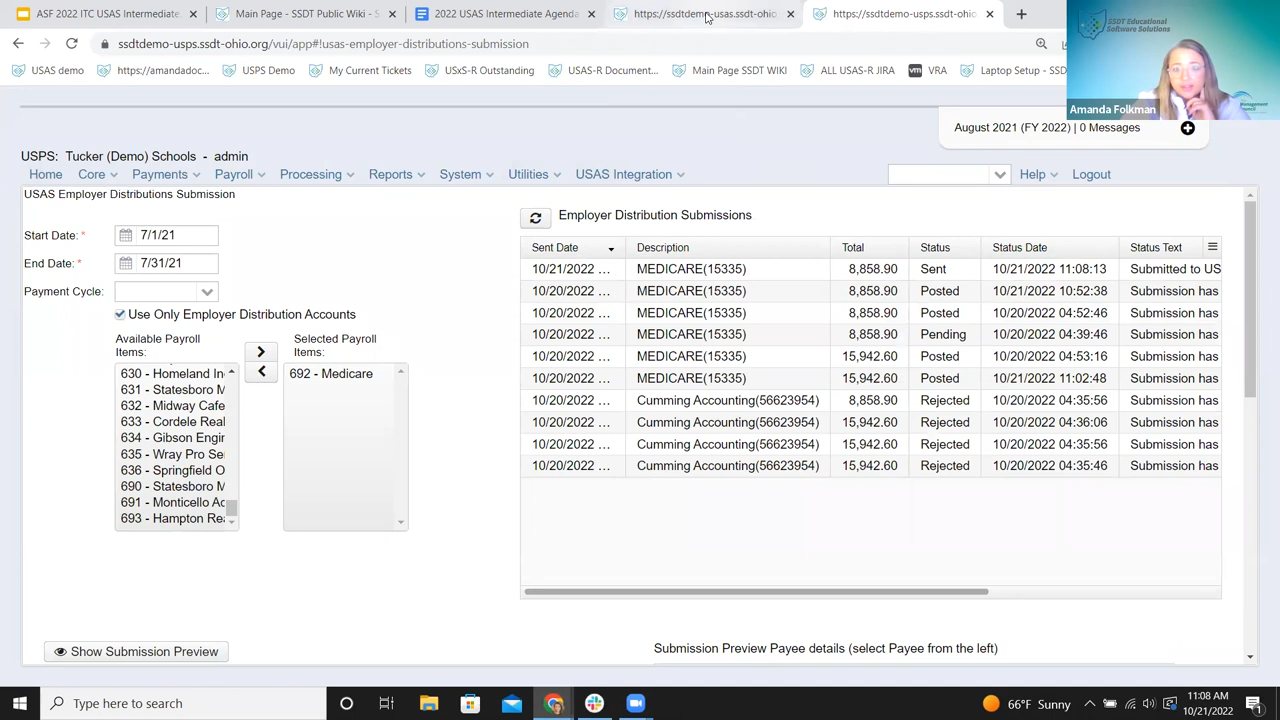 ASF 2022 ITC USAS Intermediate
Main Page - SSDT Public Wiki - S
2022 USAS Intermediate Agenda
https://ssdtdemo-usas.ssdt-ohio
https://ssdtdemo-usps.ssdt-ohio
ssdtdemo-usps.ssdt-ohio.org/vui/app#!usas-employer-distributions-submission
USAS demo
https://amandadoc...
USPS Demo
My Current Tickets
USxS-R Outstanding
USAS-R Document...
Main Page SSDT WIKI
ALL USAS-R JIRA
vm VRA
Laptop Setup - SSD
SSDT Educational
Software Solutions
Management
Council
Amanda Folkman
August 2021 (FY 2022) | 0 Messages
USPS: Tucker (Demo) Schools - admin
Home Core Payments Payroll Processing Reports System Utilities USAS Integration Help Logout
USAS Employer Distributions Submission
Start Date: * 7/1/21
End Date: * 7/31/21
Payment Cycle:
Use Only Employer Distribution Accounts
Available Payroll
Items:
Selected Payroll
Items:
630 - Homeland In
631 - Statesboro M
632 - Midway Cafe
633 - Cordele Real
634 - Gibson Engir
635 - Wray Pro Se
636 - Springfield O
690 - Statesboro M
691 - Monticello Ac
693 - Hampton Re
692 - Medicare
Employer Distribution Submissions
Sent Date Description Total Status Status Date Status Text
10/21/2022 ... MEDICARE(15335) 8,858.90 Sent 10/21/2022 11:08:13 Submitted to US
10/20/2022 ... MEDICARE(15335) 8,858.90 Posted 10/21/2022 10:52:38 Submission has
10/20/2022 ... MEDICARE(15335) 8,858.90 Posted 10/20/2022 04:52:46 Submission has
10/20/2022 ... MEDICARE(15335) 8,858.90 Pending 10/20/2022 04:39:46 Submission has
10/20/2022 ... MEDICARE(15335) 15,942.60 Posted 10/20/2022 04:53:16 Submission has
10/20/2022 ... MEDICARE(15335) 15,942.60 Posted 10/21/2022 11:02:48 Submission has
10/20/2022 ... Cumming Accounting(56623954) 8,858.90 Rejected 10/20/2022 04:35:56 Submission has
10/20/2022 ... Cumming Accounting(56623954) 15,942.60 Rejected 10/20/2022 04:36:06 Submission has
10/20/2022 ... Cumming Accounting(56623954) 15,942.60 Rejected 10/20/2022 04:35:56 Submission has
10/20/2022 ... Cumming Accounting(56623954) 15,942.60 Rejected 10/20/2022 04:35:46 Submission has
Show Submission Preview
Submission Preview Payee details (select Payee from the left)
Type here to search
66°F Sunny
11:08 AM
10/21/2022
1